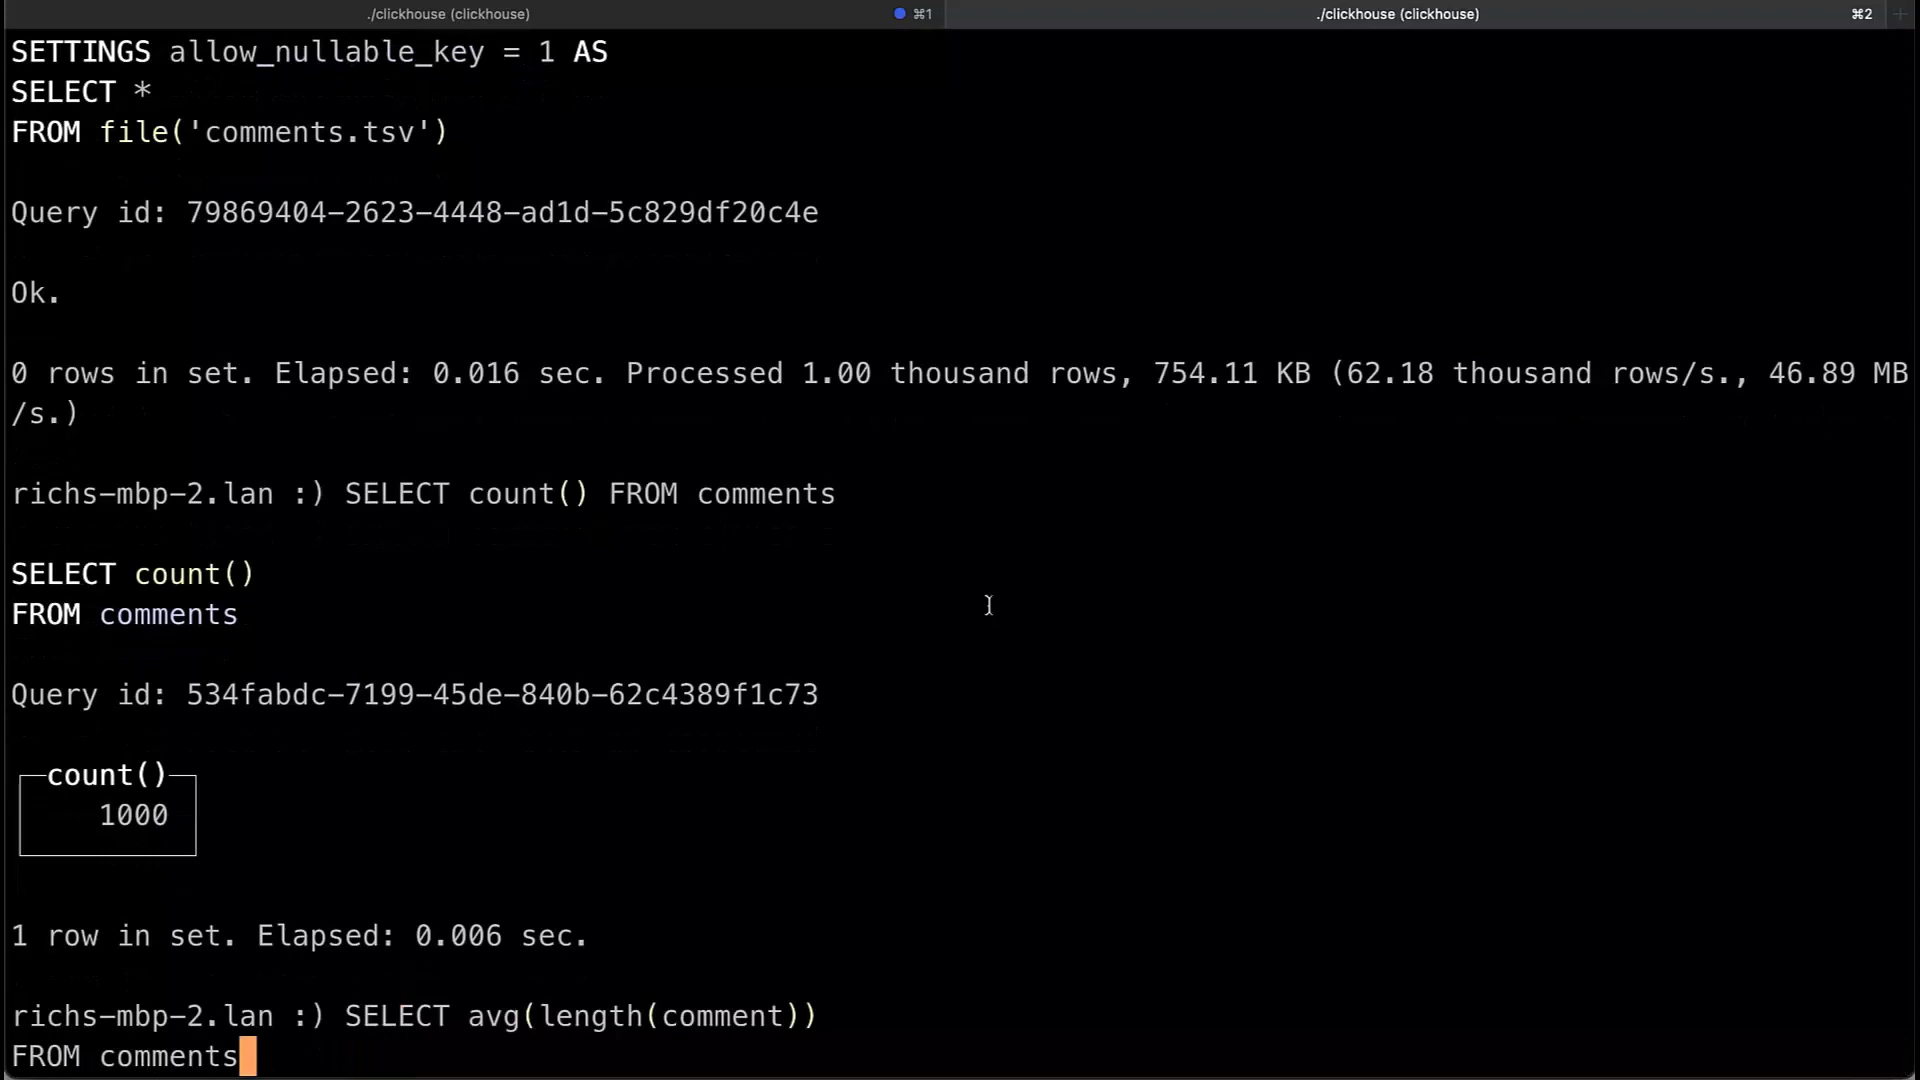 ./clickhouse (clickhouse)
⌘1
./clickhouse (clickhouse)
⌘2
SETTINGS allow_nullable_key = 1 AS
SELECT *
FROM file('comments.tsv')
Query id: 79869404-2623-4448-ad1d-5c829df20c4e
Ok.
0 rows in set. Elapsed: 0.016 sec. Processed 1.00 thousand rows, 754.11 KB (62.18 thousand rows/s., 46.89 MB
/s.)
richs-mbp-2.lan :) SELECT count() FROM comments
SELECT count()
FROM comments
Query id: 534fabdc-7199-45de-840b-62c4389f1c73
count()
1000
1 row in set. Elapsed: 0.006 sec.
richs-mbp-2.lan :) SELECT avg(length(comment))
FROM comments